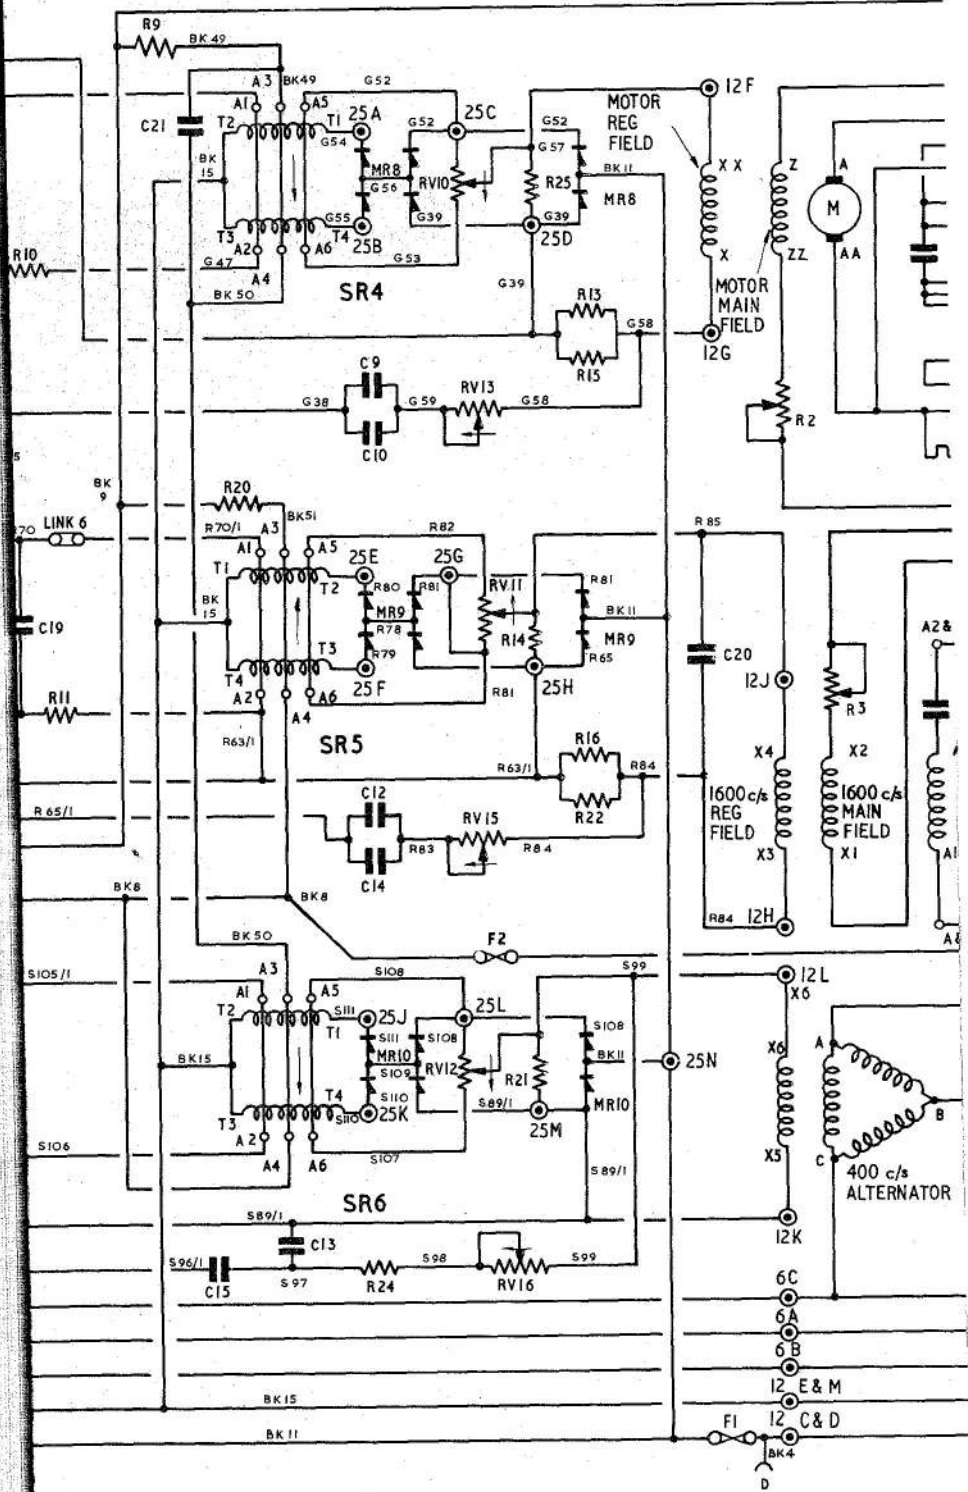 R9
BK 49
A3
BK49
G52
12F
A1
A5
25A
25C
MOTOR
REG
FIELD
C21
T2
T1
G54
G52
G52
G57
BK
15
MR8
G56
RV10
R25
BK11
MR8
X X
Z
A
M
T3
G55
T4
25B
G39
G39
25D
X
ZZ
AA
R10
G47
A2
A6
G53
A4
BK 50
SR4
G39
R13
MOTOR
MAIN
FIELD
G58
12G
R15
C9
RV13
G38
G59
G58
R2
C10
BK
9
R20
BK51
R70/1
A3
R82
R 85
70
LINK 6
A1
A5
25E
25G
T1
T2
R80
R81
RV11
R81
BK
15
MR9
R78
BK11
R14
MR9
C19
T3
R79
R65
C20
A2&
T4
25F
25H
12J
R11
A2
A6
R81
R3
A4
R63/1
SR5
R16
X4
X2
R63/1
R84
1600 c/s
REG
FIELD
1600 c/s
MAIN
FIELD
R 65/1
C12
RV15
R22
R83
R84
X3
X1
A1
C14
BK8
BK8
R84
12H
BK50
F2
A&
S105/1
A3
S108
S99
12L
X6
A1
A5
T2
S111
T1
25J
25L
S111
S108
S108
X6
A
BK15
MR10
S109
RV12
R21
BK11
25N
T4
S110
S89/1
MR10
B
T3
S110
25K
25M
S106
A2
X5
C
A4
A6
S107
S89/1
400 c/s
ALTERNATOR
SR6
S89/1
12K
C13
S96/1
S98
S99
C15
S97
R24
RV16
6C
6A
6B
12 E & M
BK15
F1
12 C & D
BK11
BK4
D